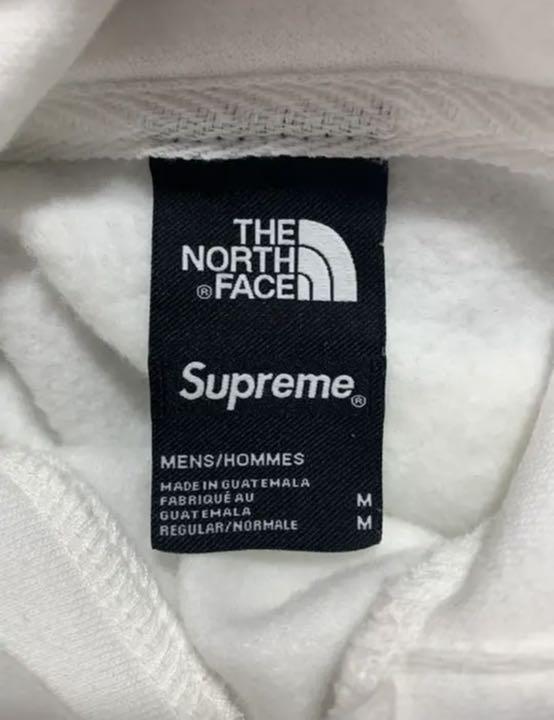 THE
NORTH
® FACE
Supreme®
MENS/HOMMES
MADE IN GUATEMALA
FABRIQUÉ AU M
GUATEMALA
REGULAR/NORMALE M